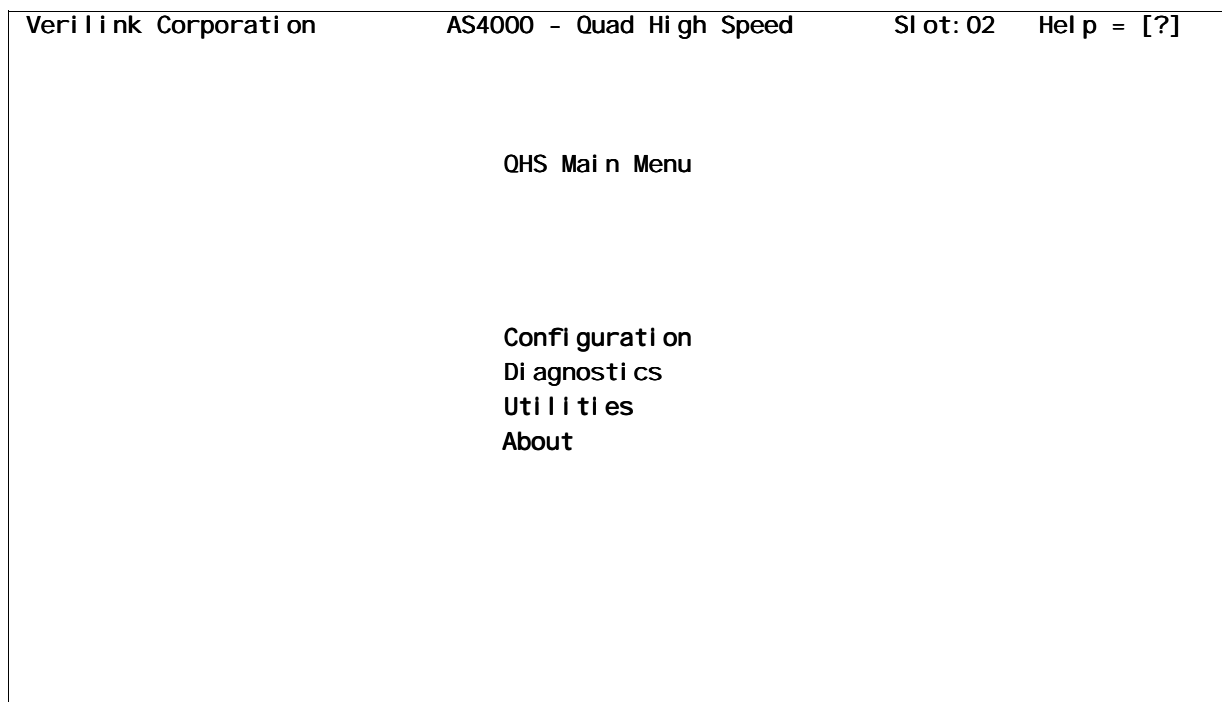 Verilink Corporation AS4000 - Quad High Speed Slot:02 Help = [?]
QHS Main Menu
Configuration
Diagnostics
Utilities
About